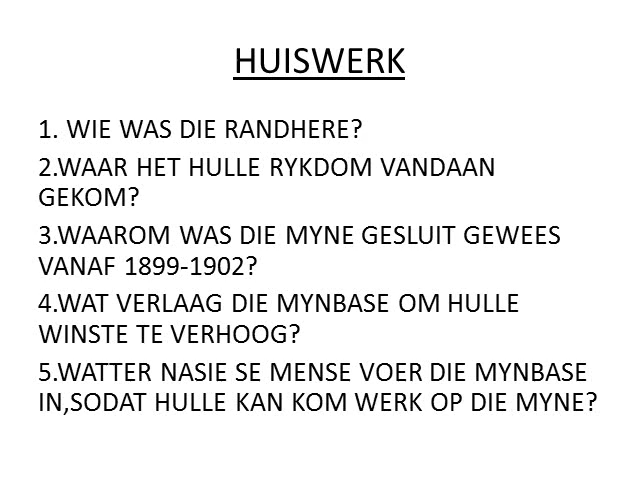 HUISWERK
1. WIE WAS DIE RANDHERE?
2.WAAR HET HULLE RYKDOM VANDAAN
GEKOM?
3.WAAROM WAS DIE MYNE GESLUIT GEWEES
VANAF 1899-1902?
4.WAT VERLAAG DIE MYNBASE OM HULLE
WINSTE TE VERHOOG?
5.WATTER NASIE SE MENSE VOER DIE MYNBASE
IN,SODAT HULLE KAN KOM WERK OP DIE MYNE?